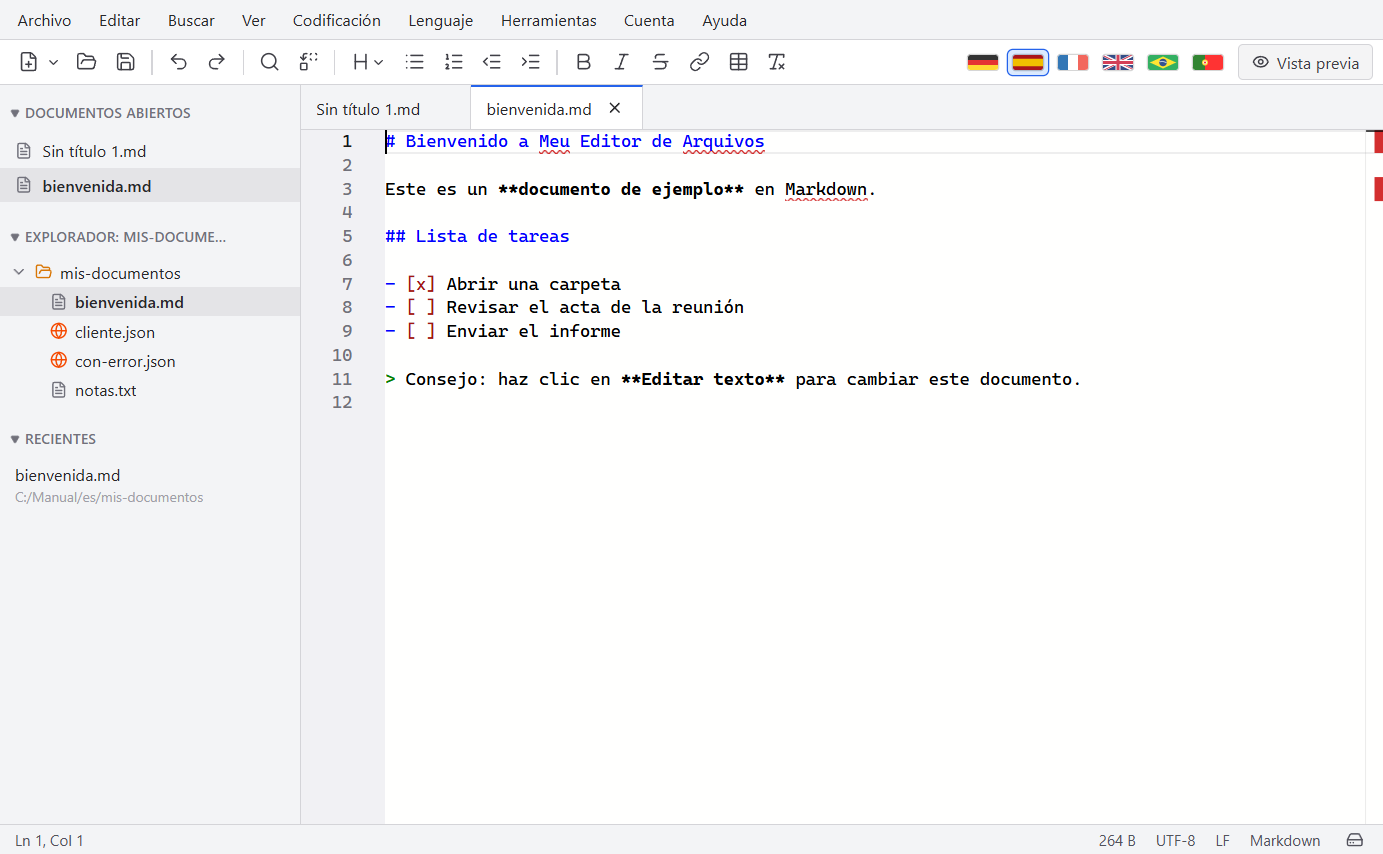 Archivo Editar Buscar Ver Codificación Lenguaje Herramientas Cuenta Ayuda
Vista previa
DOCUMENTOS ABIERTOS
Sin título 1.md
bienvenida.md
EXPLORADOR: MIS-DOCUME...
mis-documentos
bienvenida.md
cliente.json
con-error.json
notas.txt
RECIENTES
bienvenida.md
C:/Manual/es/mis-documentos
Sin título 1.md bienvenida.md
1 # Bienvenido a Meu Editor de Arquivos
2
3 Este es un **documento de ejemplo** en Markdown.
4
5 ## Lista de tareas
6
7 - [x] Abrir una carpeta
8 - [ ] Revisar el acta de la reunión
9 - [ ] Enviar el informe
10
11 > Consejo: haz clic en **Editar texto** para cambiar este documento.
12
Ln 1, Col 1 264 B UTF-8 LF Markdown